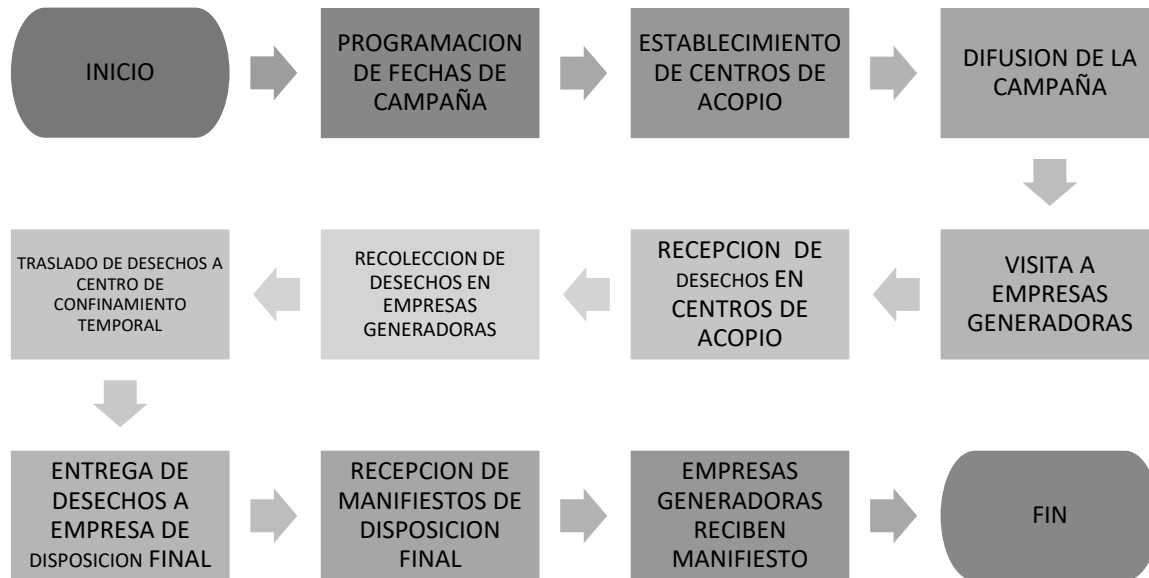 INICIO
PROGRAMACION
DE FECHAS DE
CAMPAÑA
ESTABLECIMIENTO
DE CENTROS DE
ACOPIO
DIFUSION DE LA
CAMPAÑA
VISITA A
EMPRESAS
GENERADORAS
RECEPCION DE
DESECHOS EN
CENTROS DE
ACOPIO
RECOLECCION DE
DESECHOS EN
EMPRESAS
GENERADORAS
TRASLADO DE DESECHOS A
CENTRO DE
CONFINAMIENTO
TEMPORAL
ENTREGA DE
DESECHOS A
EMPRESA DE
DISPOSICION FINAL
RECEPCION DE
MANIFIESTOS DE
DISPOSICION
FINAL
EMPRESAS
GENERADORAS
RECIBEN
MANIFIESTO
FIN